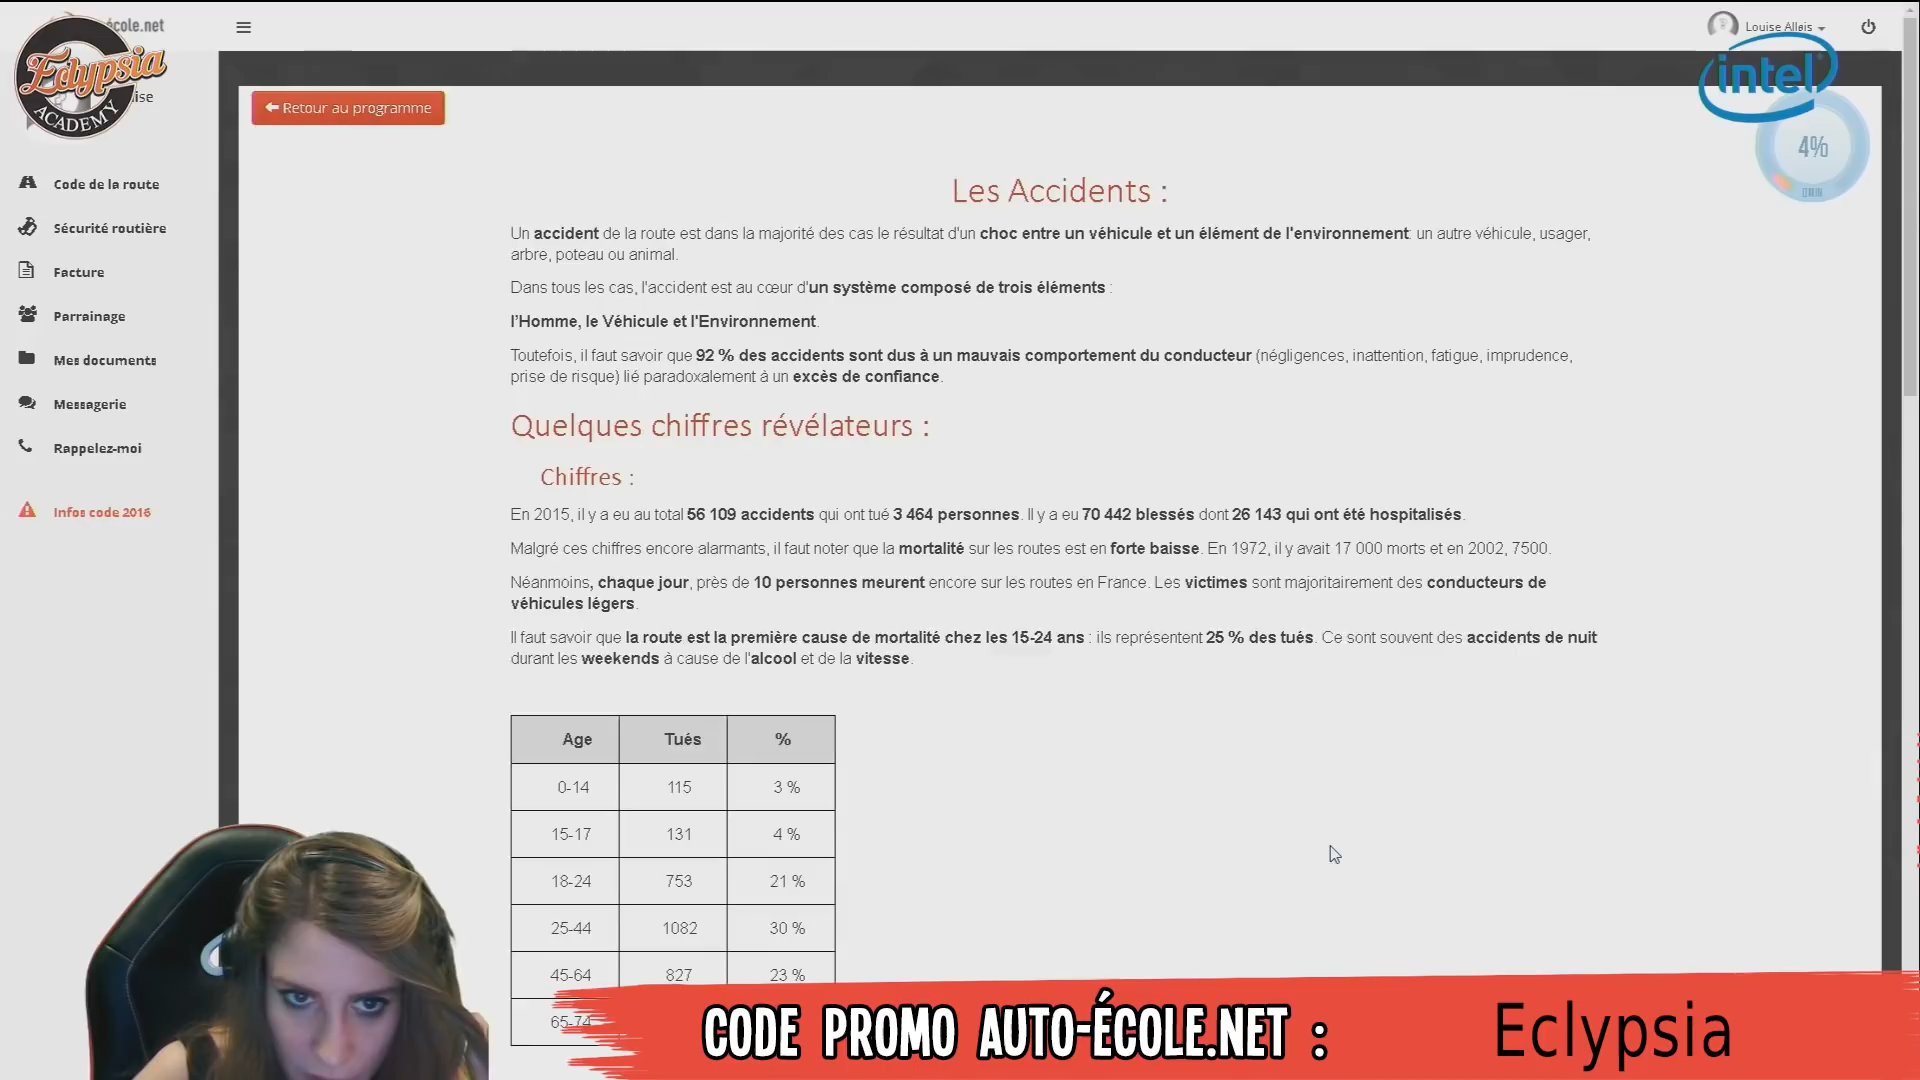 école.net
Louise Allais
Eclypsia
ACADEMY
ise
intel
Retour au programme
4%
Code de la route
Sécurité routière
Facture
Parrainage
Mes documents
Messagerie
Rappelez-moi
Infos code 2016
Les Accidents :
Un accident de la route est dans la majorité des cas le résultat d'un choc entre un véhicule et un élément de l'environnement: un autre véhicule, usager,
arbre, poteau ou animal.
Dans tous les cas, l'accident est au cœur d'un système composé de trois éléments :
l'Homme, le Véhicule et l'Environnement.
Toutefois, il faut savoir que 92 % des accidents sont dus à un mauvais comportement du conducteur (négligences, inattention, fatigue, imprudence,
prise de risque) lié paradoxalement à un excès de confiance.
Quelques chiffres révélateurs :
Chiffres :
En 2015, il y a eu au total 56 109 accidents qui ont tué 3 464 personnes. Il y a eu 70 442 blessés dont 26 143 qui ont été hospitalisés.
Malgré ces chiffres encore alarmants, il faut noter que la mortalité sur les routes est en forte baisse. En 1972, il y avait 17 000 morts et en 2002, 7500.
Néanmoins, chaque jour, près de 10 personnes meurent encore sur les routes en France. Les victimes sont majoritairement des conducteurs de
véhicules légers.
Il faut savoir que la route est la première cause de mortalité chez les 15-24 ans : ils représentent 25 % des tués. Ce sont souvent des accidents de nuit
durant les weekends à cause de l'alcool et de la vitesse.
Age Tués %
0-14 115 3 %
15-17 131 4 %
18-24 753 21 %
25-44 1082 30 %
45-64 827 23 %
65-74
CODE PROMO AUTO-ÉCOLE.NET : Eclypsia